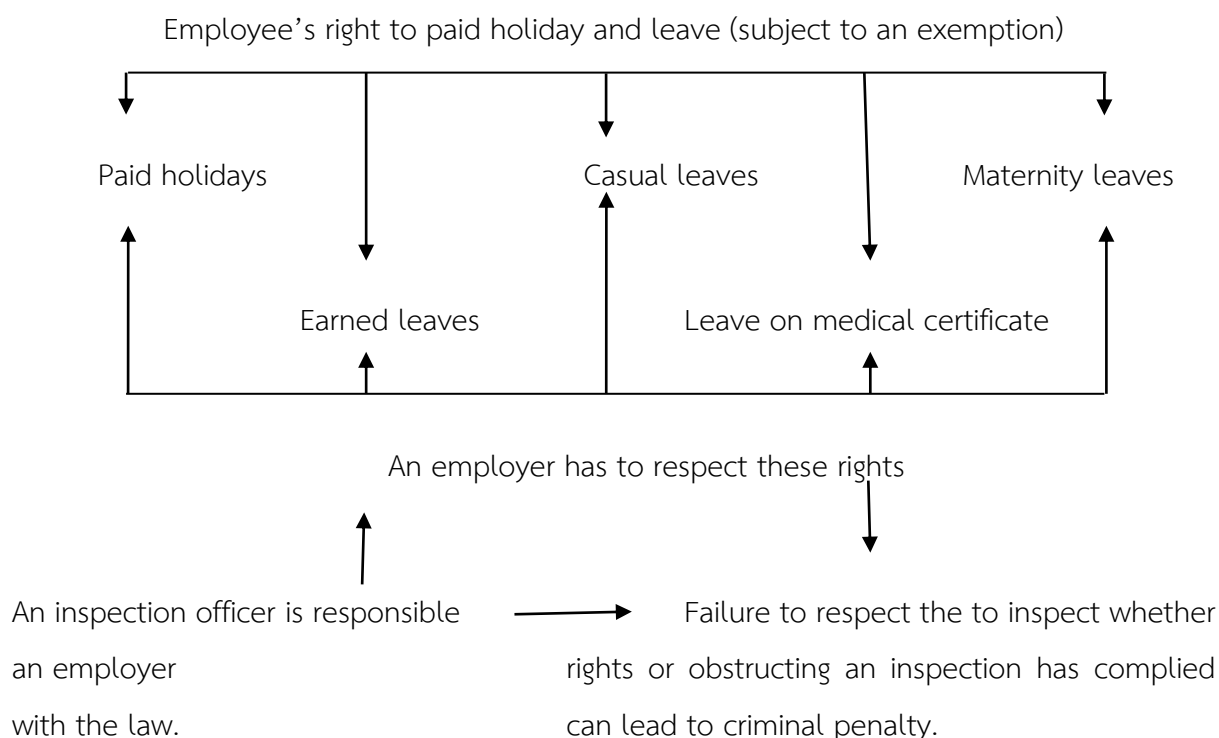 Employee’s right to paid holiday and leave (subject to an exemption)
Paid holidays
Casual leaves
Maternity leaves
Earned leaves
Leave on medical certificate
An employer has to respect these rights
An inspection officer is responsible
an employer
with the law.
Failure to respect the to inspect whether
rights or obstructing an inspection has complied
can lead to criminal penalty.